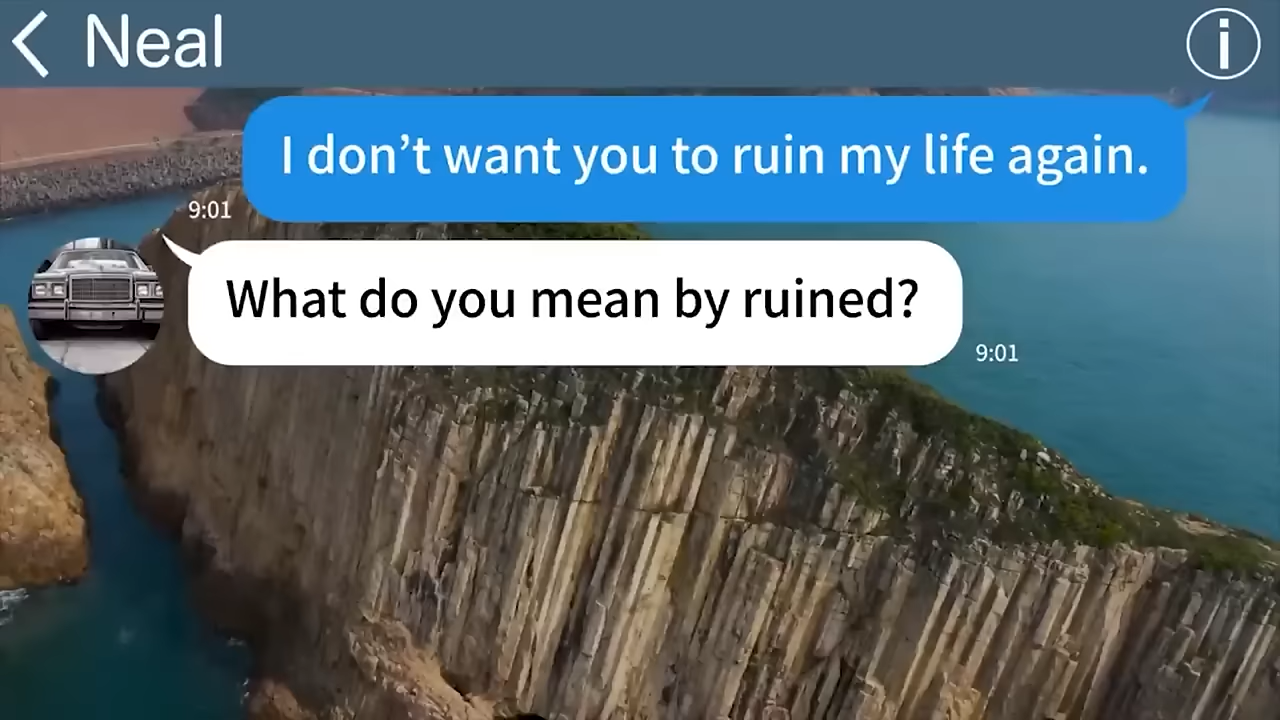 Neal
I don’t want you to ruin my life again.
9:01
What do you mean by ruined?
9:01